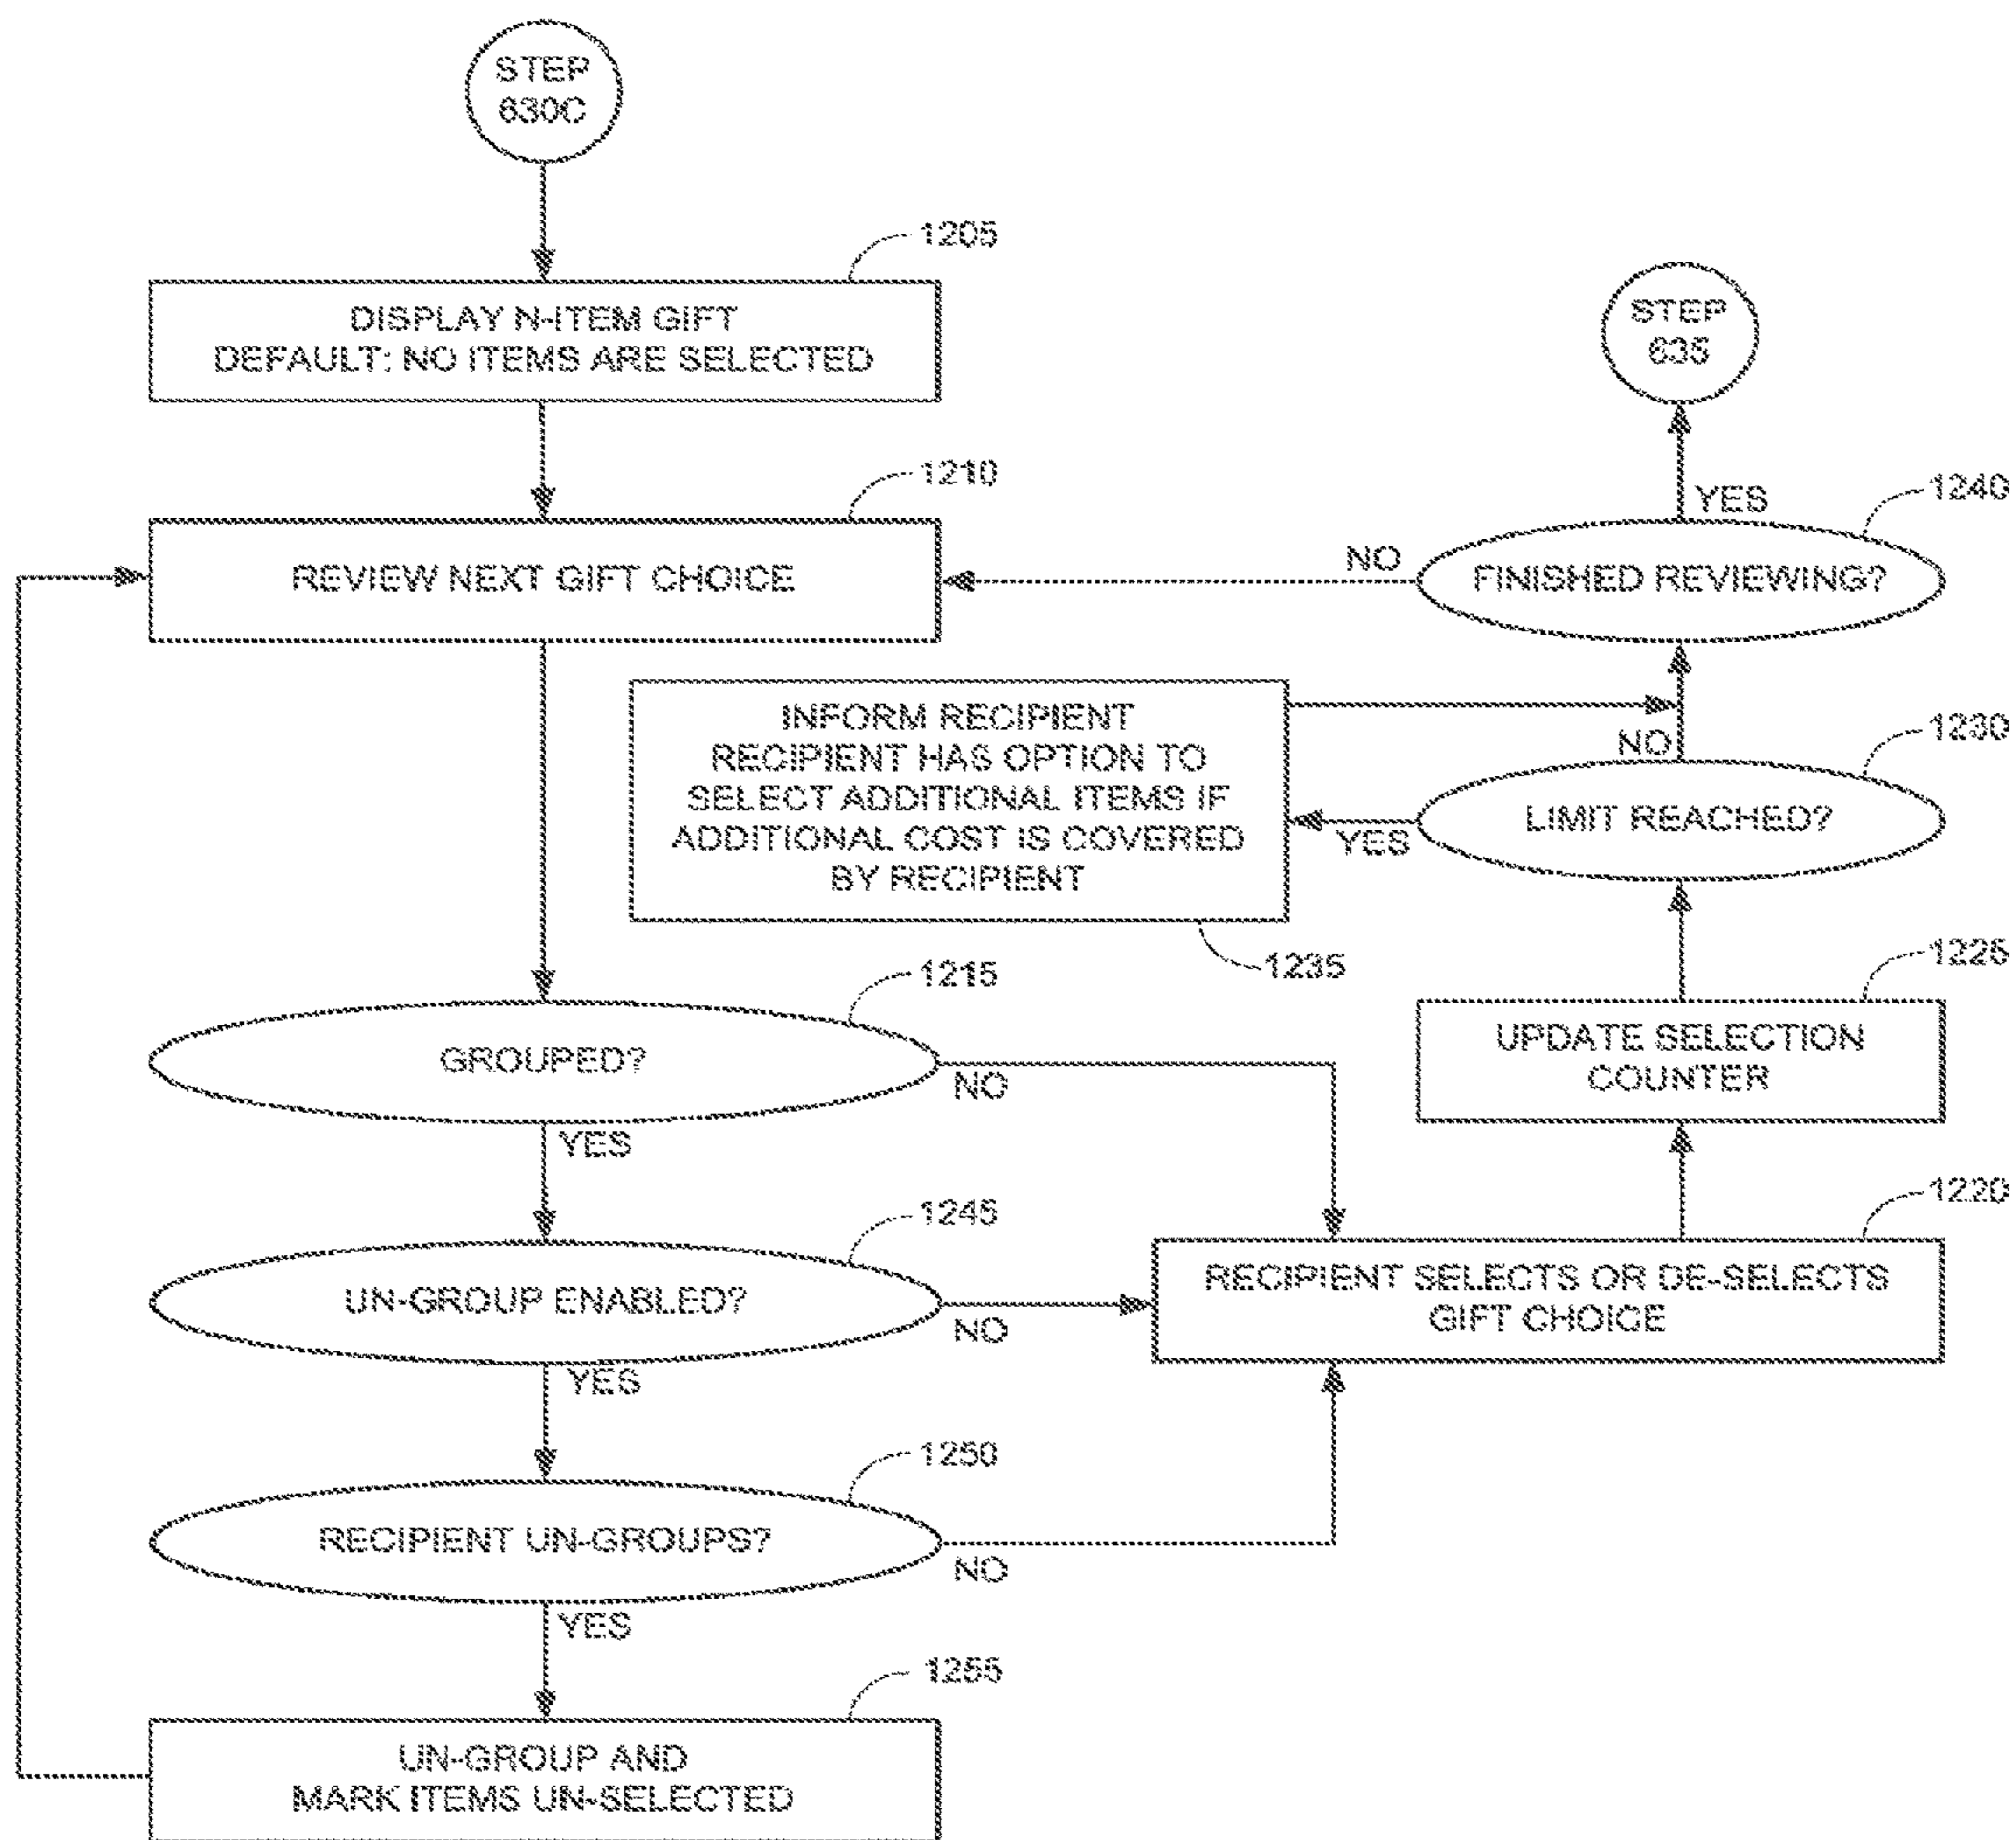 STEP
630C
1205
DISPLAY N-ITEM GIFT
DEFAULT: NO ITEMS ARE SELECTED
STEP
635
1210
REVIEW NEXT GIFT CHOICE
YES
1240
NO
FINISHED REVIEWING?
INFORM RECIPIENT
RECIPIENT HAS OPTION TO
SELECT ADDITIONAL ITEMS IF
ADDITIONAL COST IS COVERED
BY RECIPIENT
1235
NO
1230
LIMIT REACHED?
YES
1225
UPDATE SELECTION
COUNTER
1215
GROUPED?
NO
YES
1220
RECIPIENT SELECTS OR DE-SELECTS
GIFT CHOICE
1245
UN-GROUP ENABLED?
NO
YES
1250
RECIPIENT UN-GROUPS?
NO
YES
1255
UN-GROUP AND
MARK ITEMS UN-SELECTED